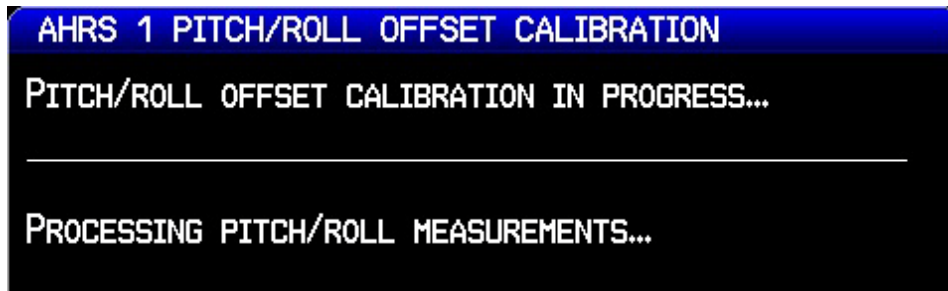 AHRS 1 PITCH/ROLL OFFSET CALIBRATION
PITCH/ROLL OFFSET CALIBRATION IN PROGRESS…
PROCESSING PITCH/ROLL MEASUREMENTS…